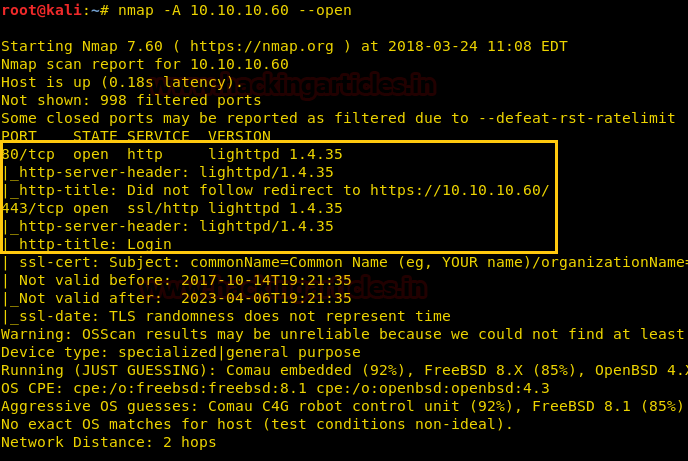 root@kali:~# nmap -A 10.10.10.60 --open
Starting Nmap 7.60 ( https://nmap.org ) at 2018-03-24 11:08 EDT
Nmap scan report for 10.10.10.60
Host is up (0.18s latency).
Not shown: 998 filtered ports
Some closed ports may be reported as filtered due to --defeat-rst-ratelimit
PORT    STATE SERVICE  VERSION
80/tcp  open  http     lighttpd 1.4.35
|_http-server-header: lighttpd/1.4.35
|_http-title: Did not follow redirect to https://10.10.10.60/
443/tcp open  ssl/http lighttpd 1.4.35
|_http-server-header: lighttpd/1.4.35
|_http-title: Login
| ssl-cert: Subject: commonName=Common Name (eg, YOUR name)/organizationName=
| Not valid before: 2017-10-14T19:21:35
|_Not valid after:  2023-04-06T19:21:35
|_ssl-date: TLS randomness does not represent time
Warning: OSScan results may be unreliable because we could not find at least
Device type: specialized|general purpose
Running (JUST GUESSING): Comau embedded (92%), FreeBSD 8.X (85%), OpenBSD 4.X
OS CPE: cpe:/o:freebsd:freebsd:8.1 cpe:/o:openbsd:openbsd:4.3
Aggressive OS guesses: Comau C4G robot control unit (92%), FreeBSD 8.1 (85%)
No exact OS matches for host (test conditions non-ideal).
Network Distance: 2 hops